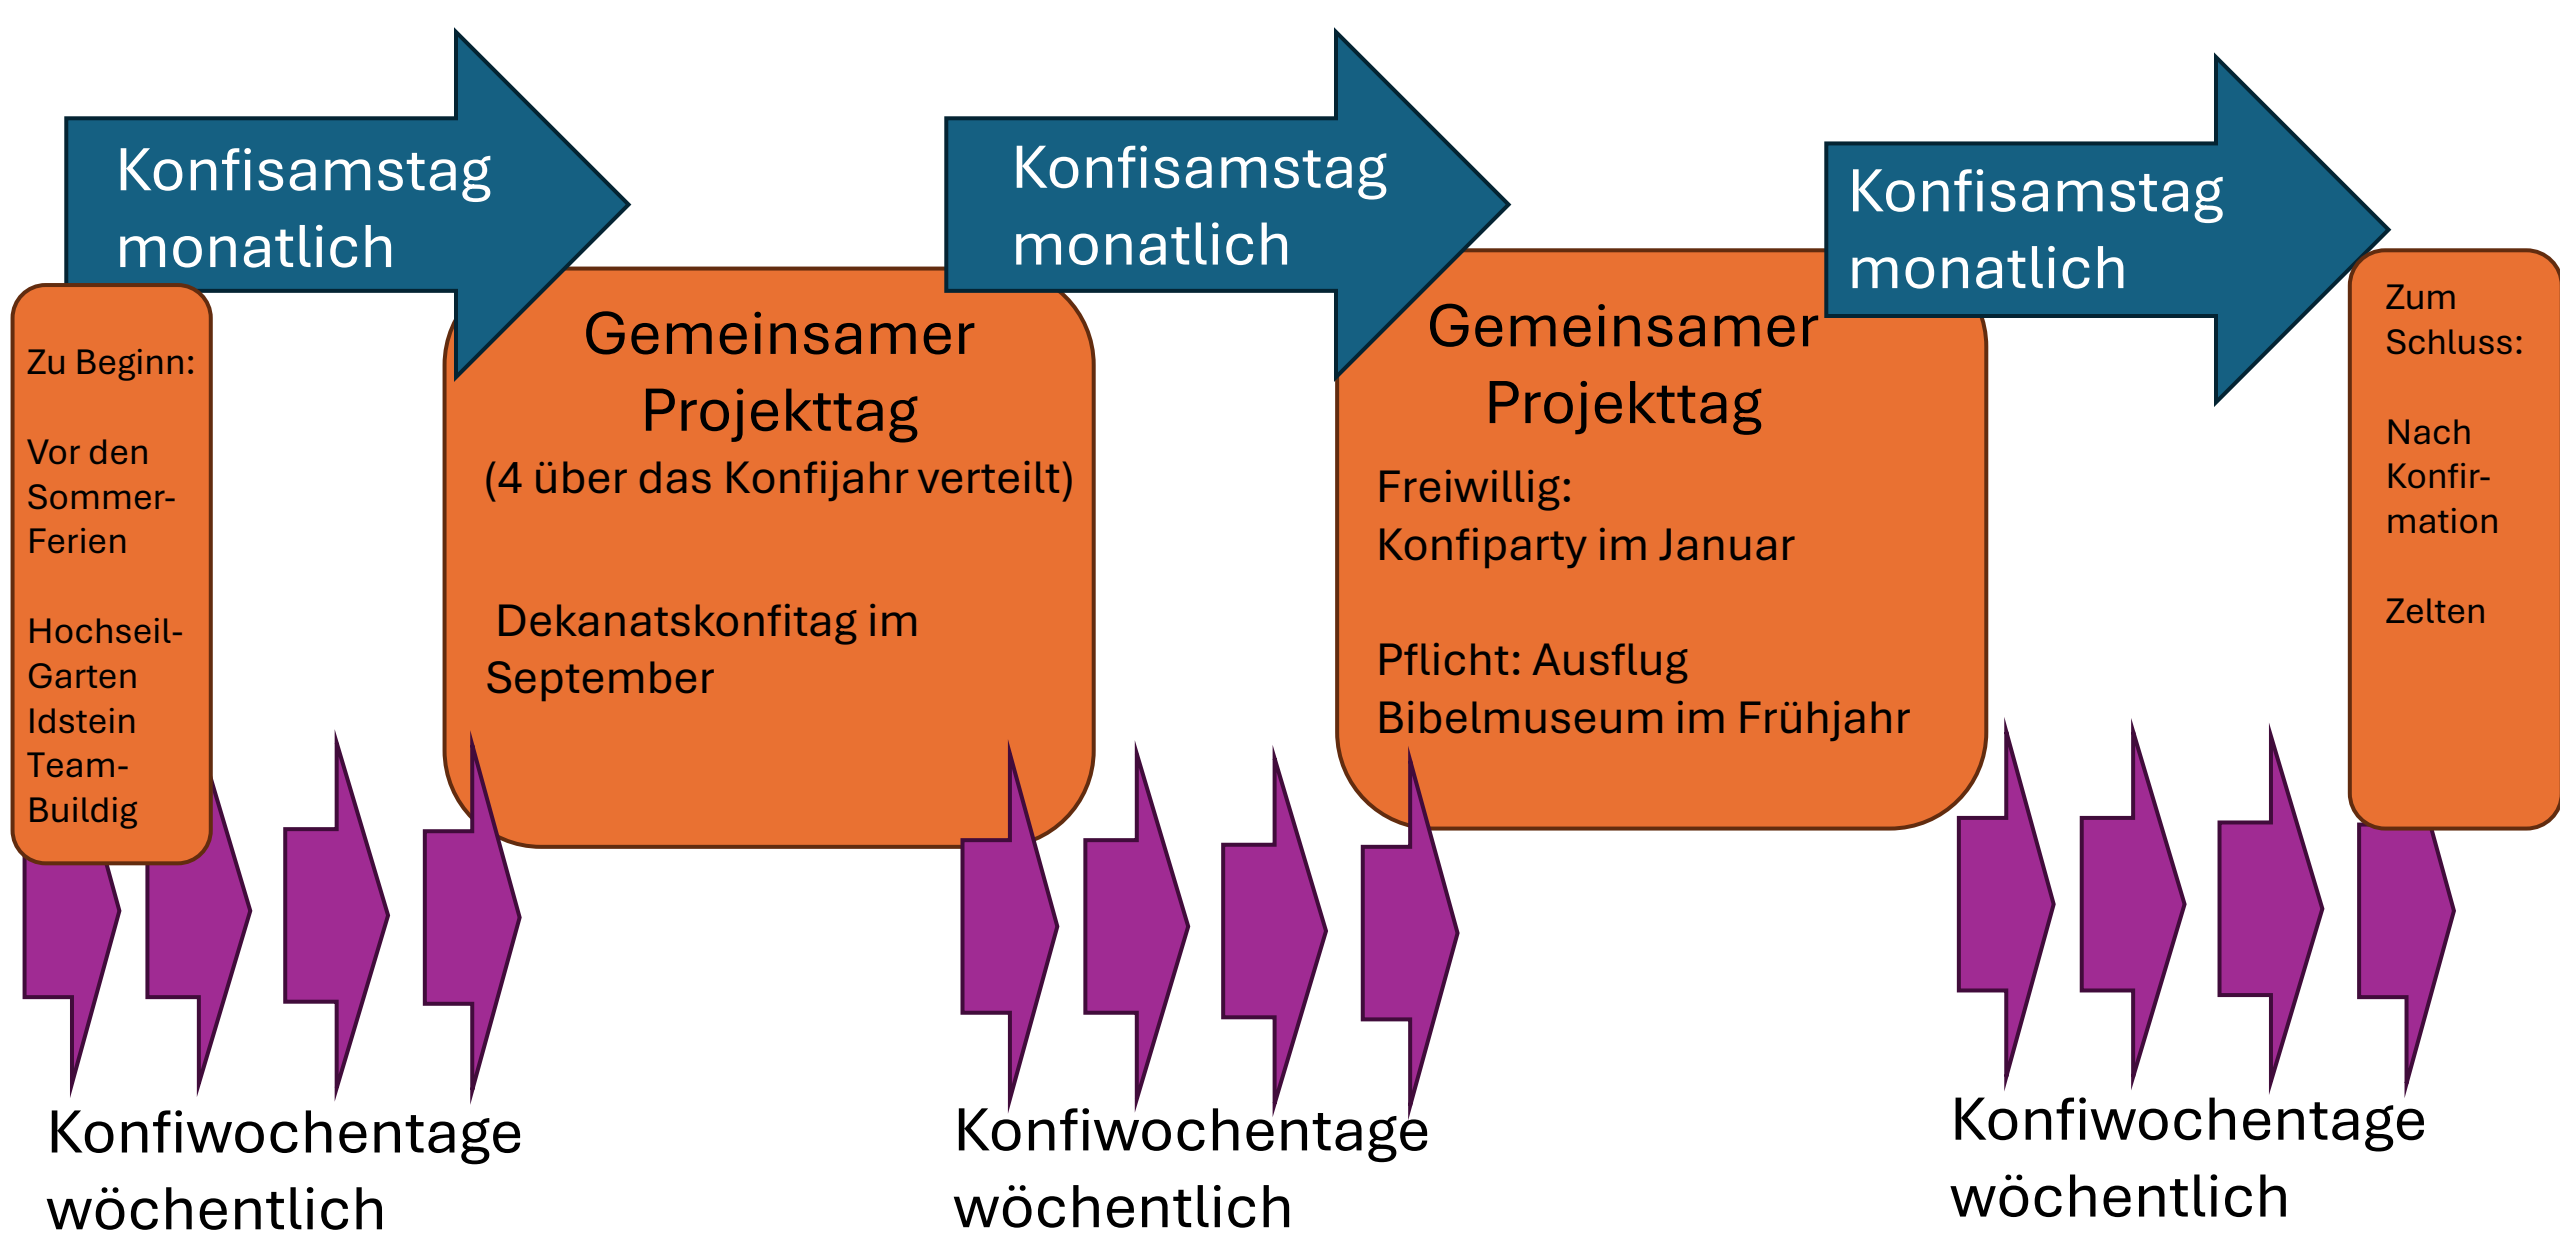 Konfisamstag
monatlich
Konfisamstag
monatlich
Konfisamstag
monatlich
Zu Beginn:
Vor den
Sommer-
Ferien
Hochseil-
Garten
Idstein
Team-
Buildig
Gemeinsamer
Projekttag
(4 über das Konfijahr verteilt)
Dekanatskonfitag im
September
Gemeinsamer
Projekttag
Freiwillig:
Konfiparty im Januar
Pflicht: Ausflug
Bibelmuseum im Frühjahr
Zum
Schluss:
Nach
Konfir-
mation
Zelten
Konfiwochentage
wöchentlich
Konfiwochentage
wöchentlich
Konfiwochentage
wöchentlich